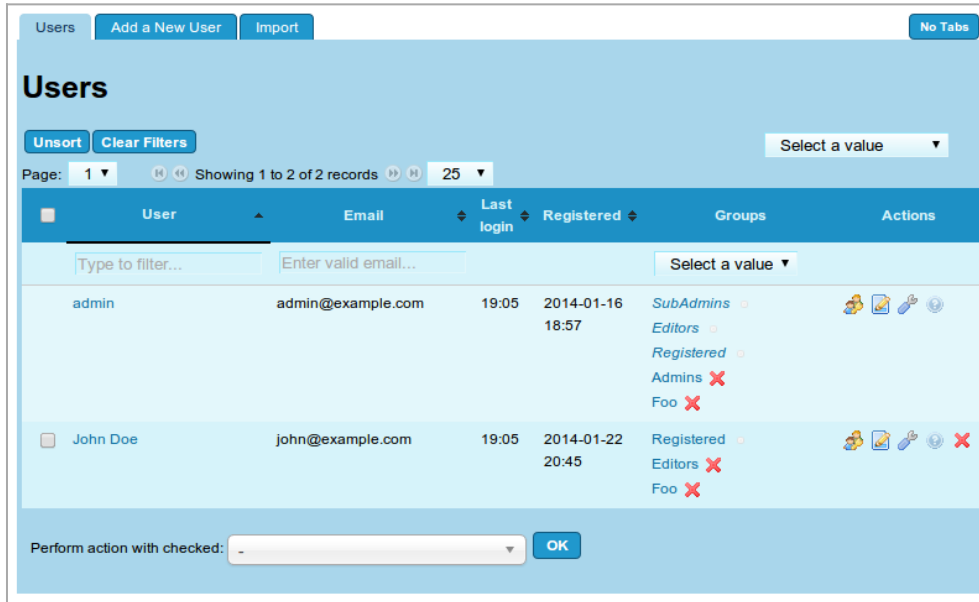 Users Add a New User Import No Tabs
Users
Unsort Clear Filters Select a value
Page: 1 Showing 1 to 2 of 2 records 25
User Email Last login Registered Groups Actions
Type to filter... Enter valid email... Select a value
admin admin@example.com 19:05 2014-01-16 SubAdmins
18:57 Editors
Registered
Admins
Foo
John Doe john@example.com 19:05 2014-01-22 Registered
20:45 Editors
Foo
Perform action with checked: - OK